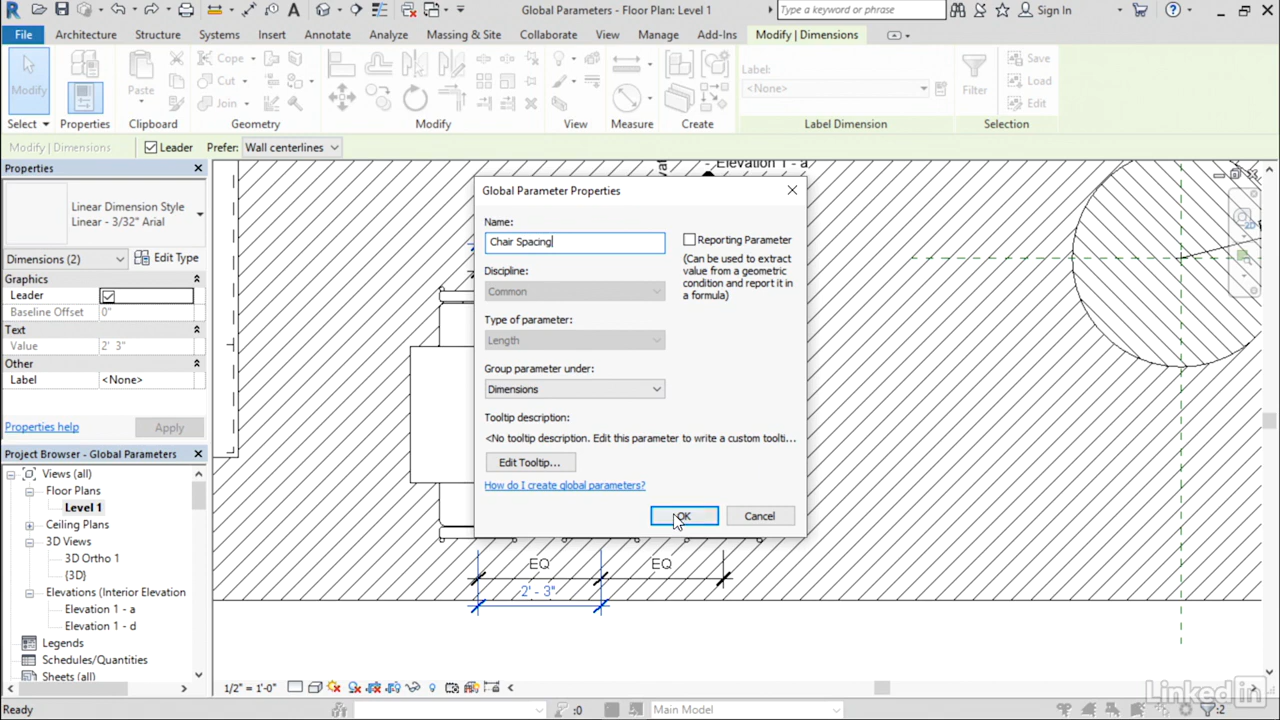 Global Parameters - Floor Plan: Level 1
Type a keyword or phrase
Sign In
File Architecture Structure Systems Insert Annotate Analyze Massing & Site Collaborate View Manage Add-Ins Modify | Dimensions
Modify
Paste
Cope
Cut
Join
Label:
<None>
Filter
Save
Load
Edit
Select Properties Clipboard Geometry Modify View Measure Create Label Dimension Selection
Modify | Dimensions Leader Prefer: Wall centerlines
Properties
Linear Dimension Style
Linear - 3/32" Arial
Dimensions (2) Edit Type
Graphics
Leader
Baseline Offset 0"
Text
Value 2' 3"
Other
Label <None>
Properties help Apply
Project Browser - Global Parameters
Views (all)
Floor Plans
Level 1
Ceiling Plans
3D Views
3D Ortho 1
{3D}
Elevations (Interior Elevation
Elevation 1 - a
Elevation 1 - d
Legends
Schedules/Quantities
Sheets (all)
Elevation 1 - a
Global Parameter Properties
Name:
Chair Spacing
Reporting Parameter
(Can be used to extract
value from a geometric
condition and report it in
a formula)
Discipline:
Common
Type of parameter:
Length
Group parameter under:
Dimensions
Tooltip description:
<No tooltip description. Edit this parameter to write a custom toolti...
Edit Tooltip...
How do I create global parameters?
OK Cancel
EQ EQ
2' - 3"
1/2" = 1'-0"
Ready
:0
Main Model
:2
Linked in